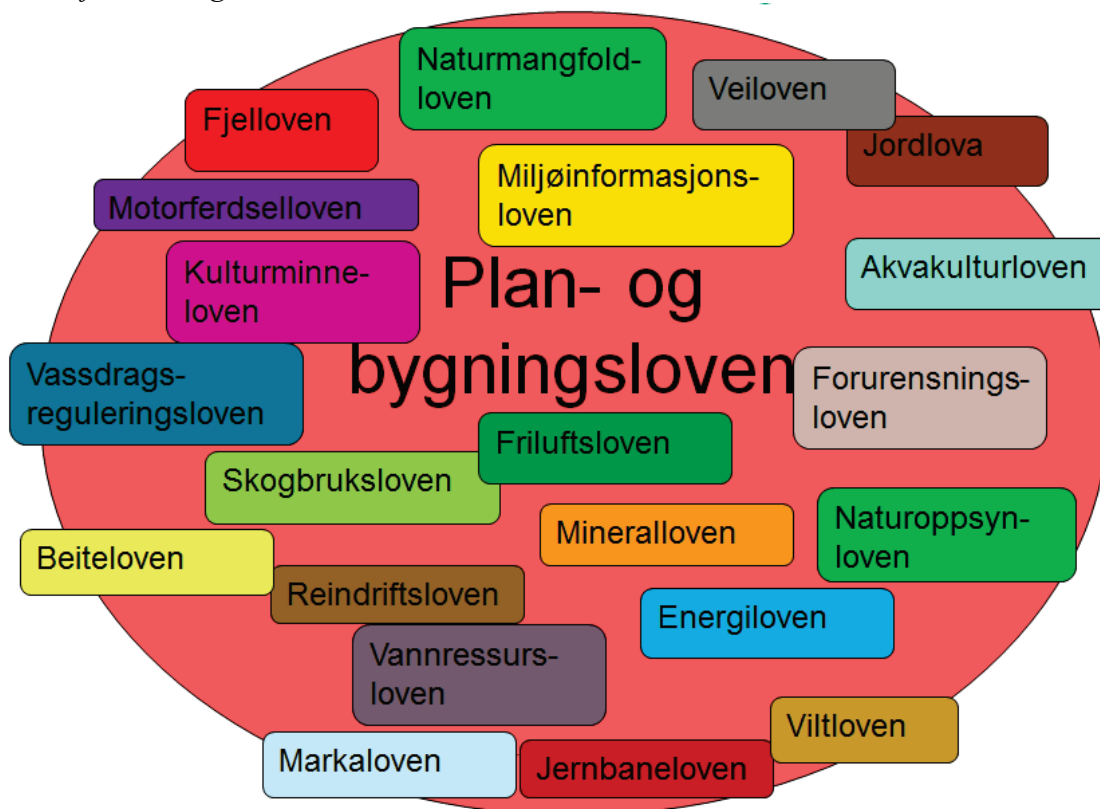 Naturmangfold-
loven
Veiloven
Fjelloven
Jordlova
Miljøinformasjons-
loven
Motorferdselloven
Kulturminne-
loven
Akvakulturloven
Plan- og
bygningsloven
Vassdrags-
reguleringsloven
Forurensnings-
loven
Friluftsloven
Skogbruksloven
Mineralloven
Naturoppsyn-
loven
Beiteloven
Reindriftsloven
Energiloven
Vannressurs-
loven
Viltloven
Markaloven
Jernbaneloven